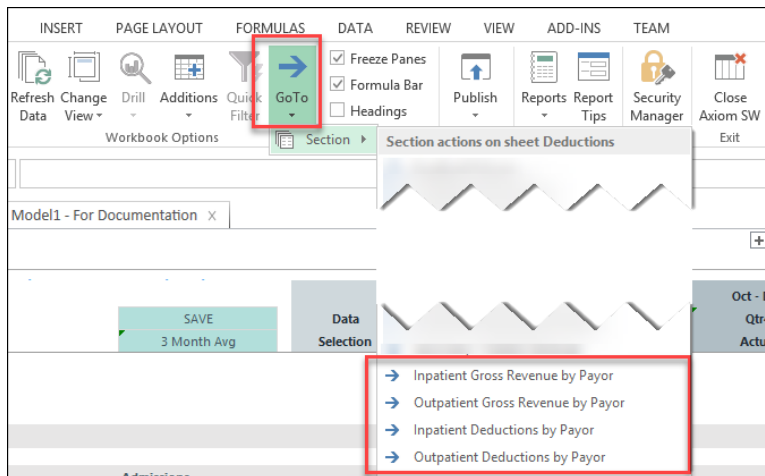 INSERT PAGE LAYOUT FORMULAS DATA REVIEW VIEW ADD-INS TEAM
Refresh Data
Change View
Drill
Additions
Quick Filter
GoTo
Freeze Panes
Formula Bar
Headings
Publish
Reports
Report Tips
Security Manager
Close Axiom SW
Workbook Options
Exit
Section
Section actions on sheet Deductions
Model1 - For Documentation
SAVE
3 Month Avg
Data
Selection
Oct -
Qtr
Actu
Inpatient Gross Revenue by Payor
Outpatient Gross Revenue by Payor
Inpatient Deductions by Payor
Outpatient Deductions by Payor
Admissions